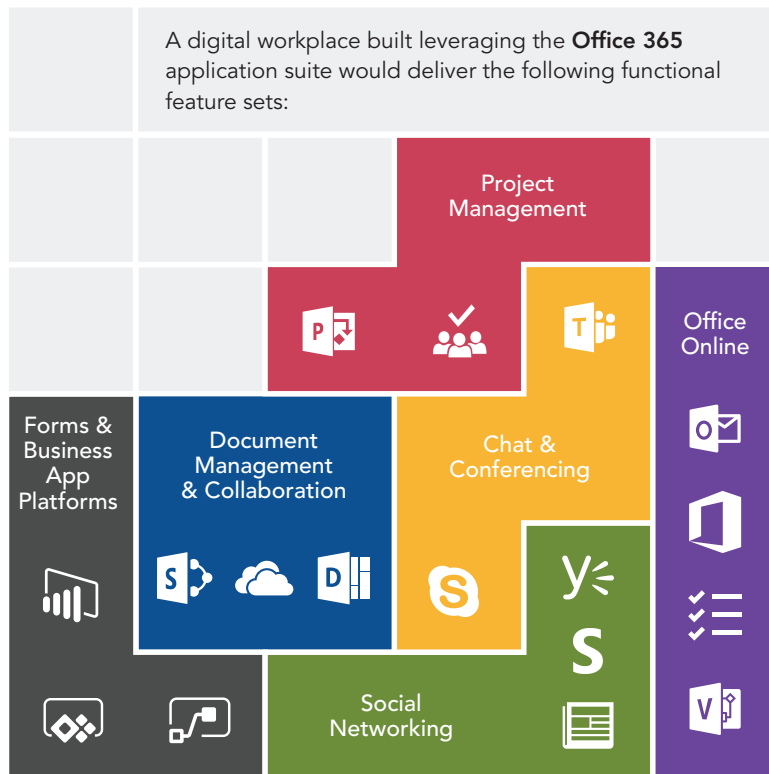 A digital workplace built leveraging the Office 365
application suite would deliver the following functional
feature sets:
Project
Management
P
T
Office
Online
O
Forms &
Business
App
Platforms
Document
Management
& Collaboration
Chat &
Conferencing
S
D
S
y
S
V
Social
Networking